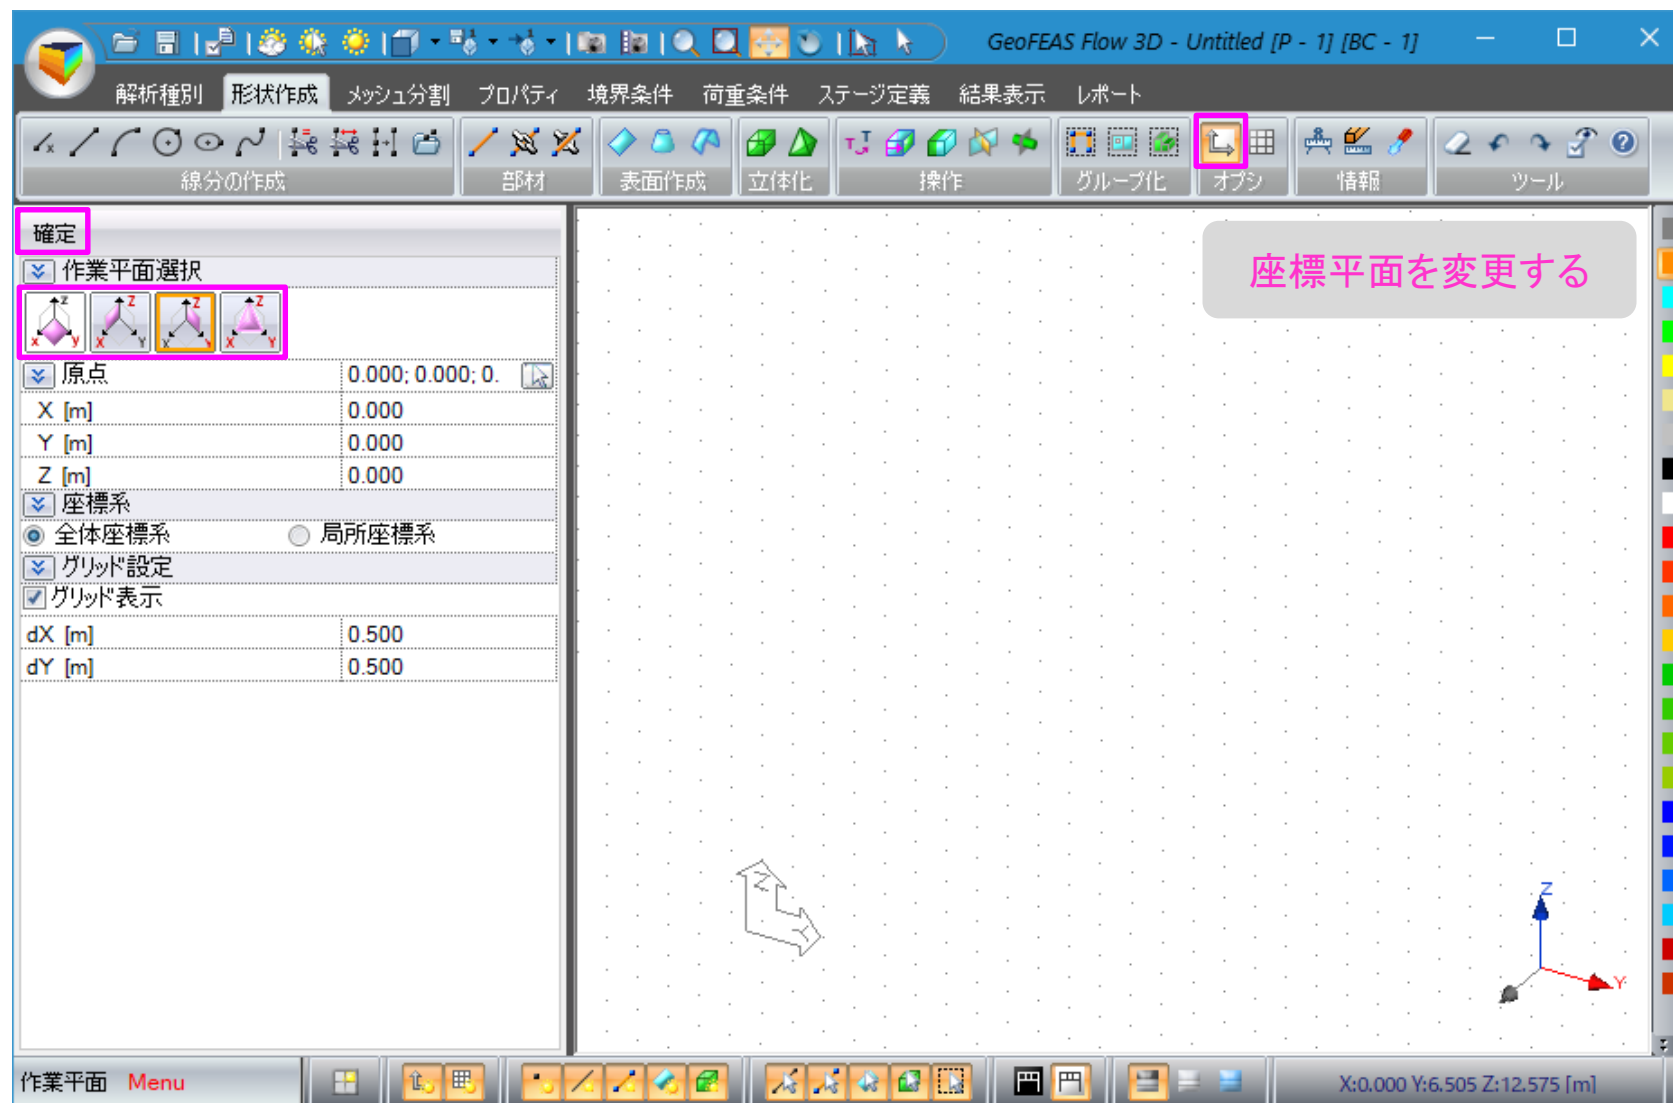 GeoFEAS Flow 3D - Untitled [P - 1] [BC - 1]
解析種別 形状作成 メッシュ分割 プロパティ 境界条件 荷重条件 ステージ定義 結果表示 レポート
線分の作成 部材 表面作成 立体化 操作 グループ化 オプシ 情報 ツール
確定
座標平面を変更する
作業平面選択
原点 0.000; 0.000; 0.
X [m] 0.000
Y [m] 0.000
Z [m] 0.000
座標系
全体座標系 局所座標系
グリッド設定
グリッド表示
dX [m] 0.500
dY [m] 0.500
Z
Y
Z
Y
作業平面 Menu
X:0.000 Y:6.505 Z:12.575 [m]